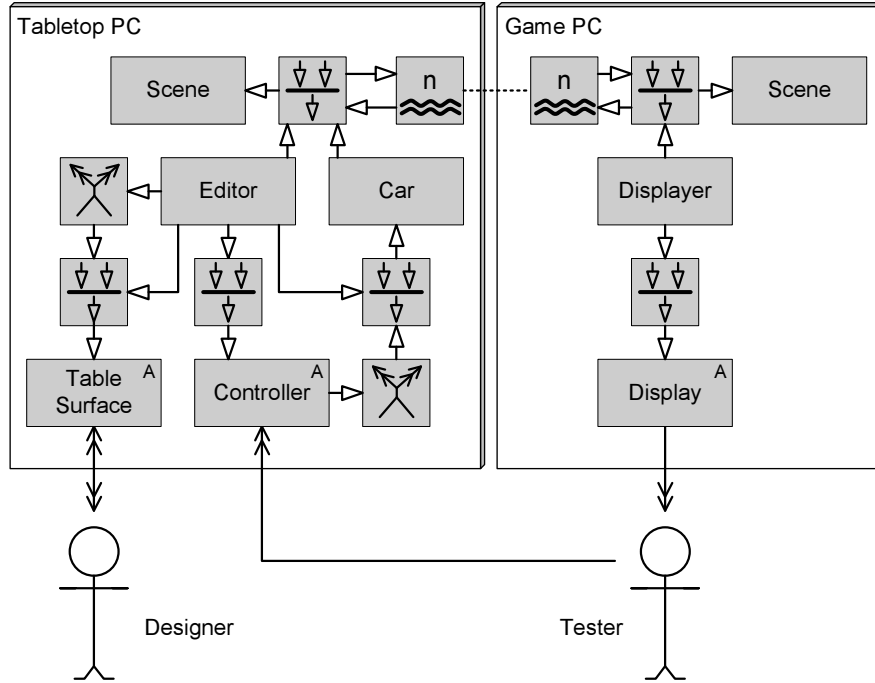 Tabletop PC
Game PC
Scene
n
n
Scene
Editor
Car
Displayer
Table
Surface
A
Controller
A
Display
A
Designer
Tester